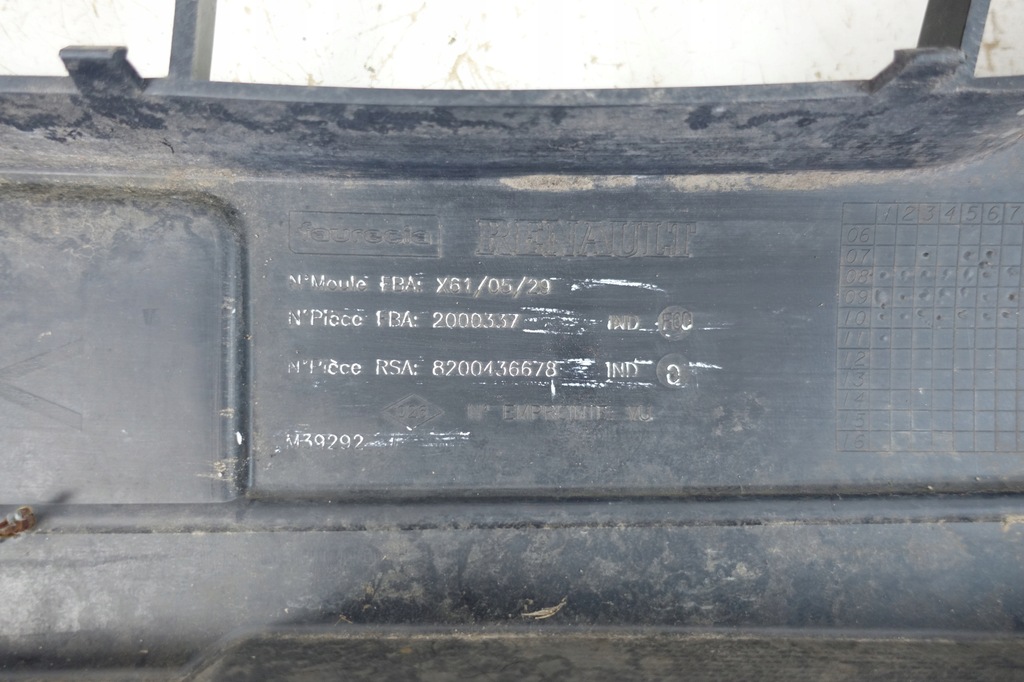 faurecia RENAULT
N°Moule FBA: X61/05/29
N°Pièce FBA: 2000337 IND
N°Pièce RSA: 8200436678 IND
N° EMPREINTE
M39292
1 2 3 4 5 6 7
06
07
08
09
10
11
12
13
14
15